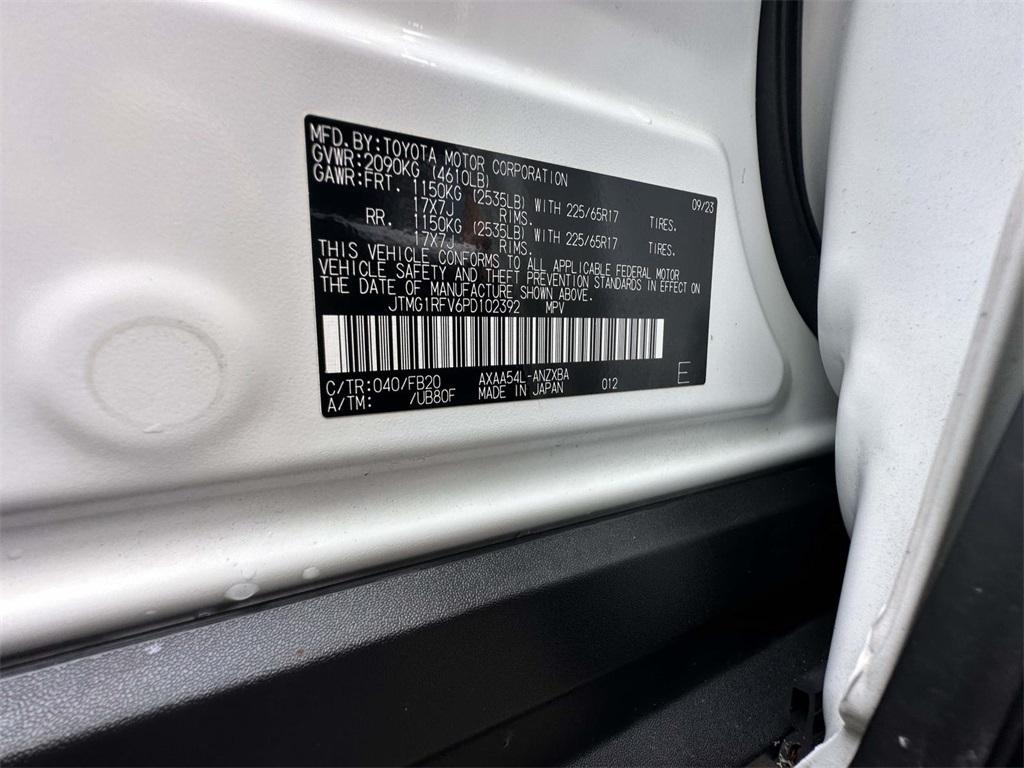 MFD.BY:TOYOTA MOTOR CORPORATION 09/23
GVWR:2090KG (4610LB)
GAWR:FRT. 1150KG (2535LB) WITH 225/65R17 TIRES.
17X7J RIMS.
RR. 1150KG (2535LB) WITH 225/65R17 TIRES.
17X7J RIMS.
THIS VEHICLE CONFORMS TO ALL APPLICABLE FEDERAL MOTOR
VEHICLE SAFETY AND THEFT PREVENTION STANDARDS IN EFFECT ON
THE DATE OF MANUFACTURE SHOWN ABOVE.
JTMG1RFV6PD102392 MPV
C/TR:040/FB20 AXAA54L-ANZXBA 012 E
A/TM: /UB80F MADE IN JAPAN